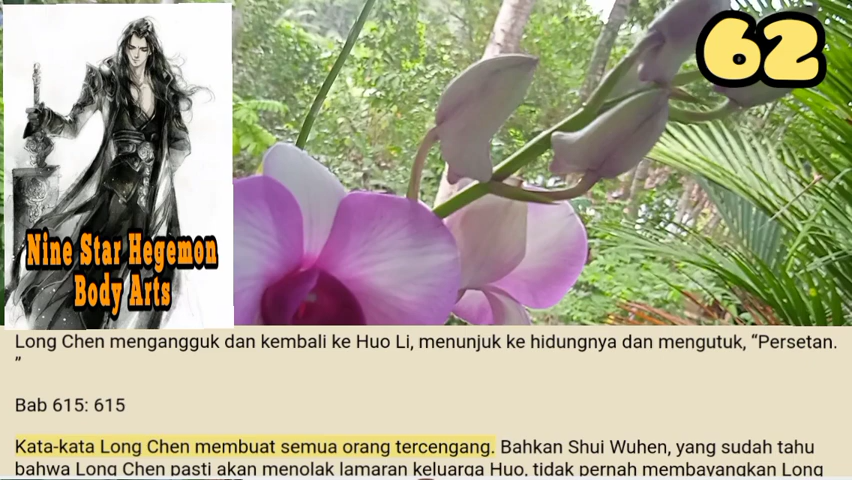 62
Nine Star Hegemon
Body Arts
Long Chen mengangguk dan kembali ke Huo Li, menunjuk ke hidungnya dan mengutuk, “Persetan.
”
Bab 615: 615
Kata-kata Long Chen membuat semua orang tercengang. Bahkan Shui Wuhen, yang sudah tahu
bahwa Long Chen pasti akan menolak lamaran keluarga Huo, tidak pernah membayangkan Long